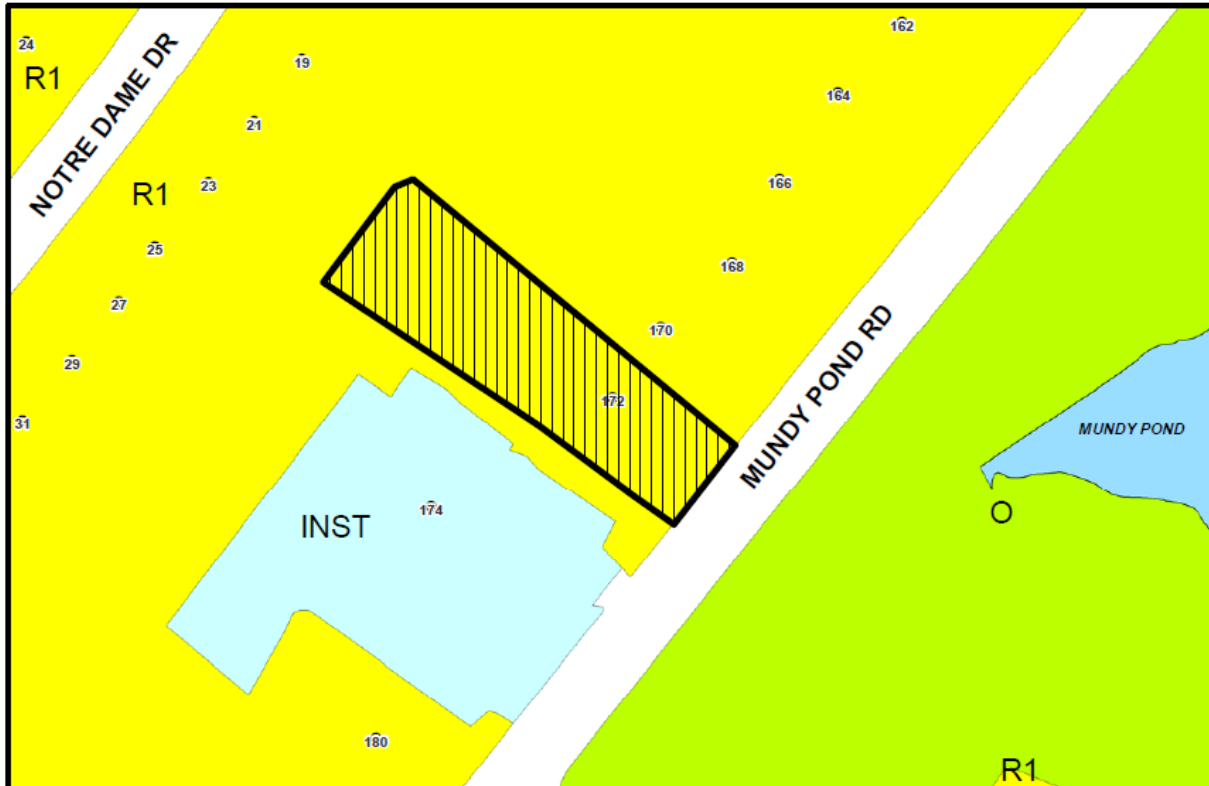 24
R1
NOTRE DAME DR
19
162
21
164
R1
23
166
25
168
27
170
29
172
31
MUNDY POND RD
MUNDY POND
174
INST
O
180
R1